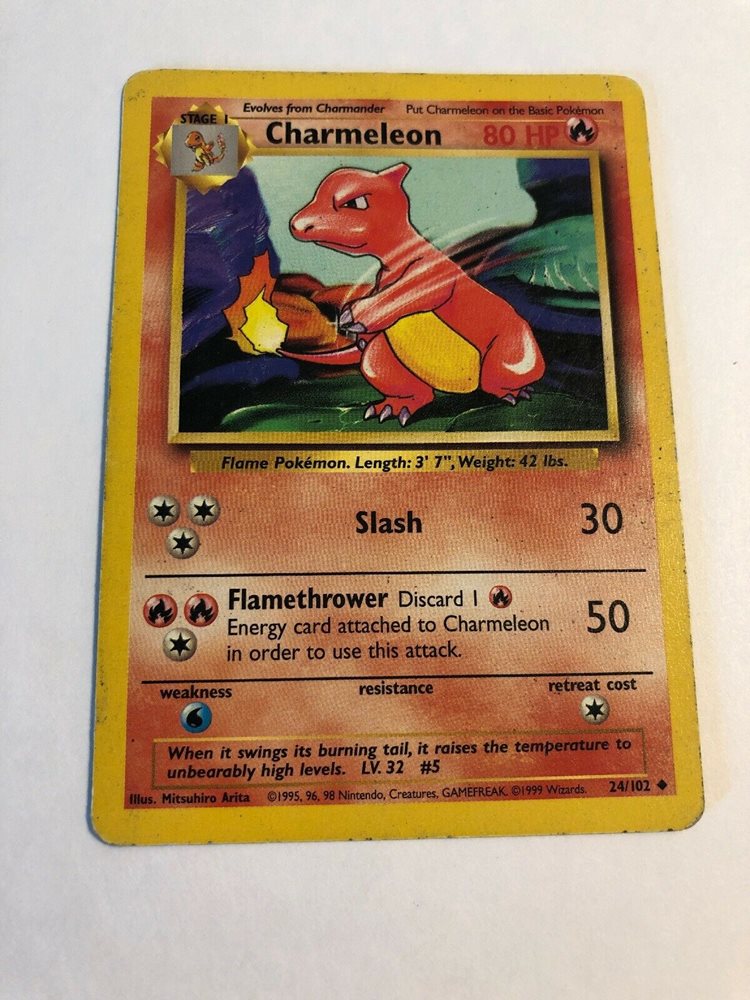 Evolves from Charmander Put Charmeleon on the Basic Pokémon
STAGE 1
Charmeleon 80 HP
Flame Pokémon. Length: 3' 7", Weight: 42 lbs.
Slash 30
Flamethrower Discard 1
Energy card attached to Charmeleon 50
in order to use this attack.
weakness resistance retreat cost
When it swings its burning tail, it raises the temperature to
unbearably high levels. LV. 32 #5
Illus. Mitsuhiro Arita ©1995, 96, 98 Nintendo, Creatures, GAMEFREAK. ©1999 Wizards. 24/102